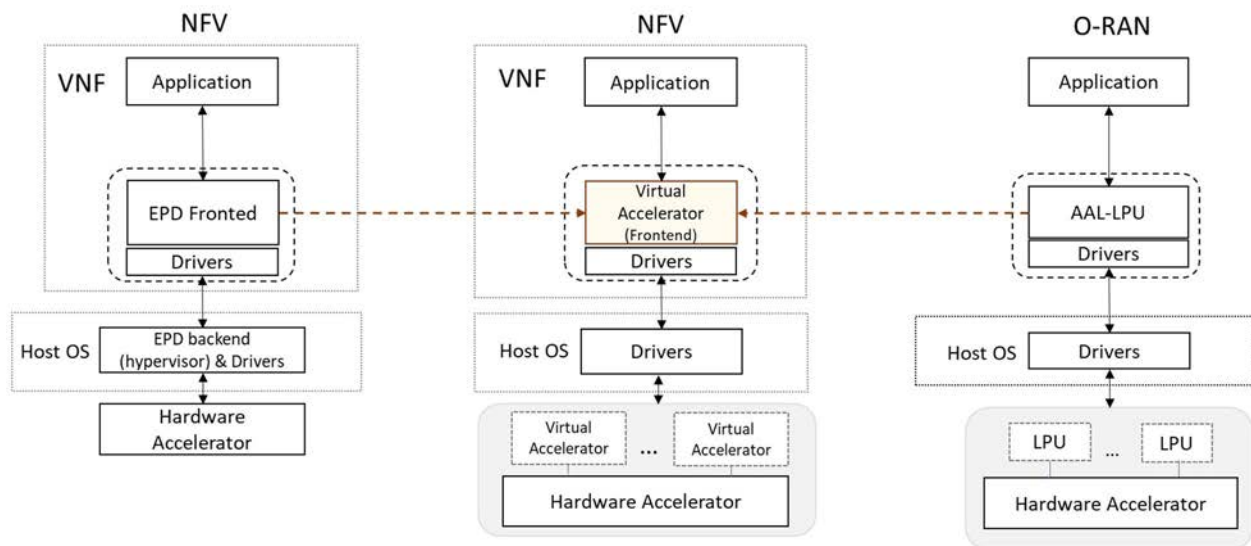 NFV
VNF
Application
EPD Fronted
Drivers
Host OS
EPD backend
(hypervisor) & Drivers
Hardware
Accelerator
NFV
VNF
Application
Virtual
Accelerator
(Frontend)
Drivers
Host OS
Drivers
Virtual
Accelerator
...
Virtual
Accelerator
Hardware Accelerator
O-RAN
Application
AAL-LPU
Drivers
Host OS
Drivers
LPU
...
LPU
Hardware Accelerator